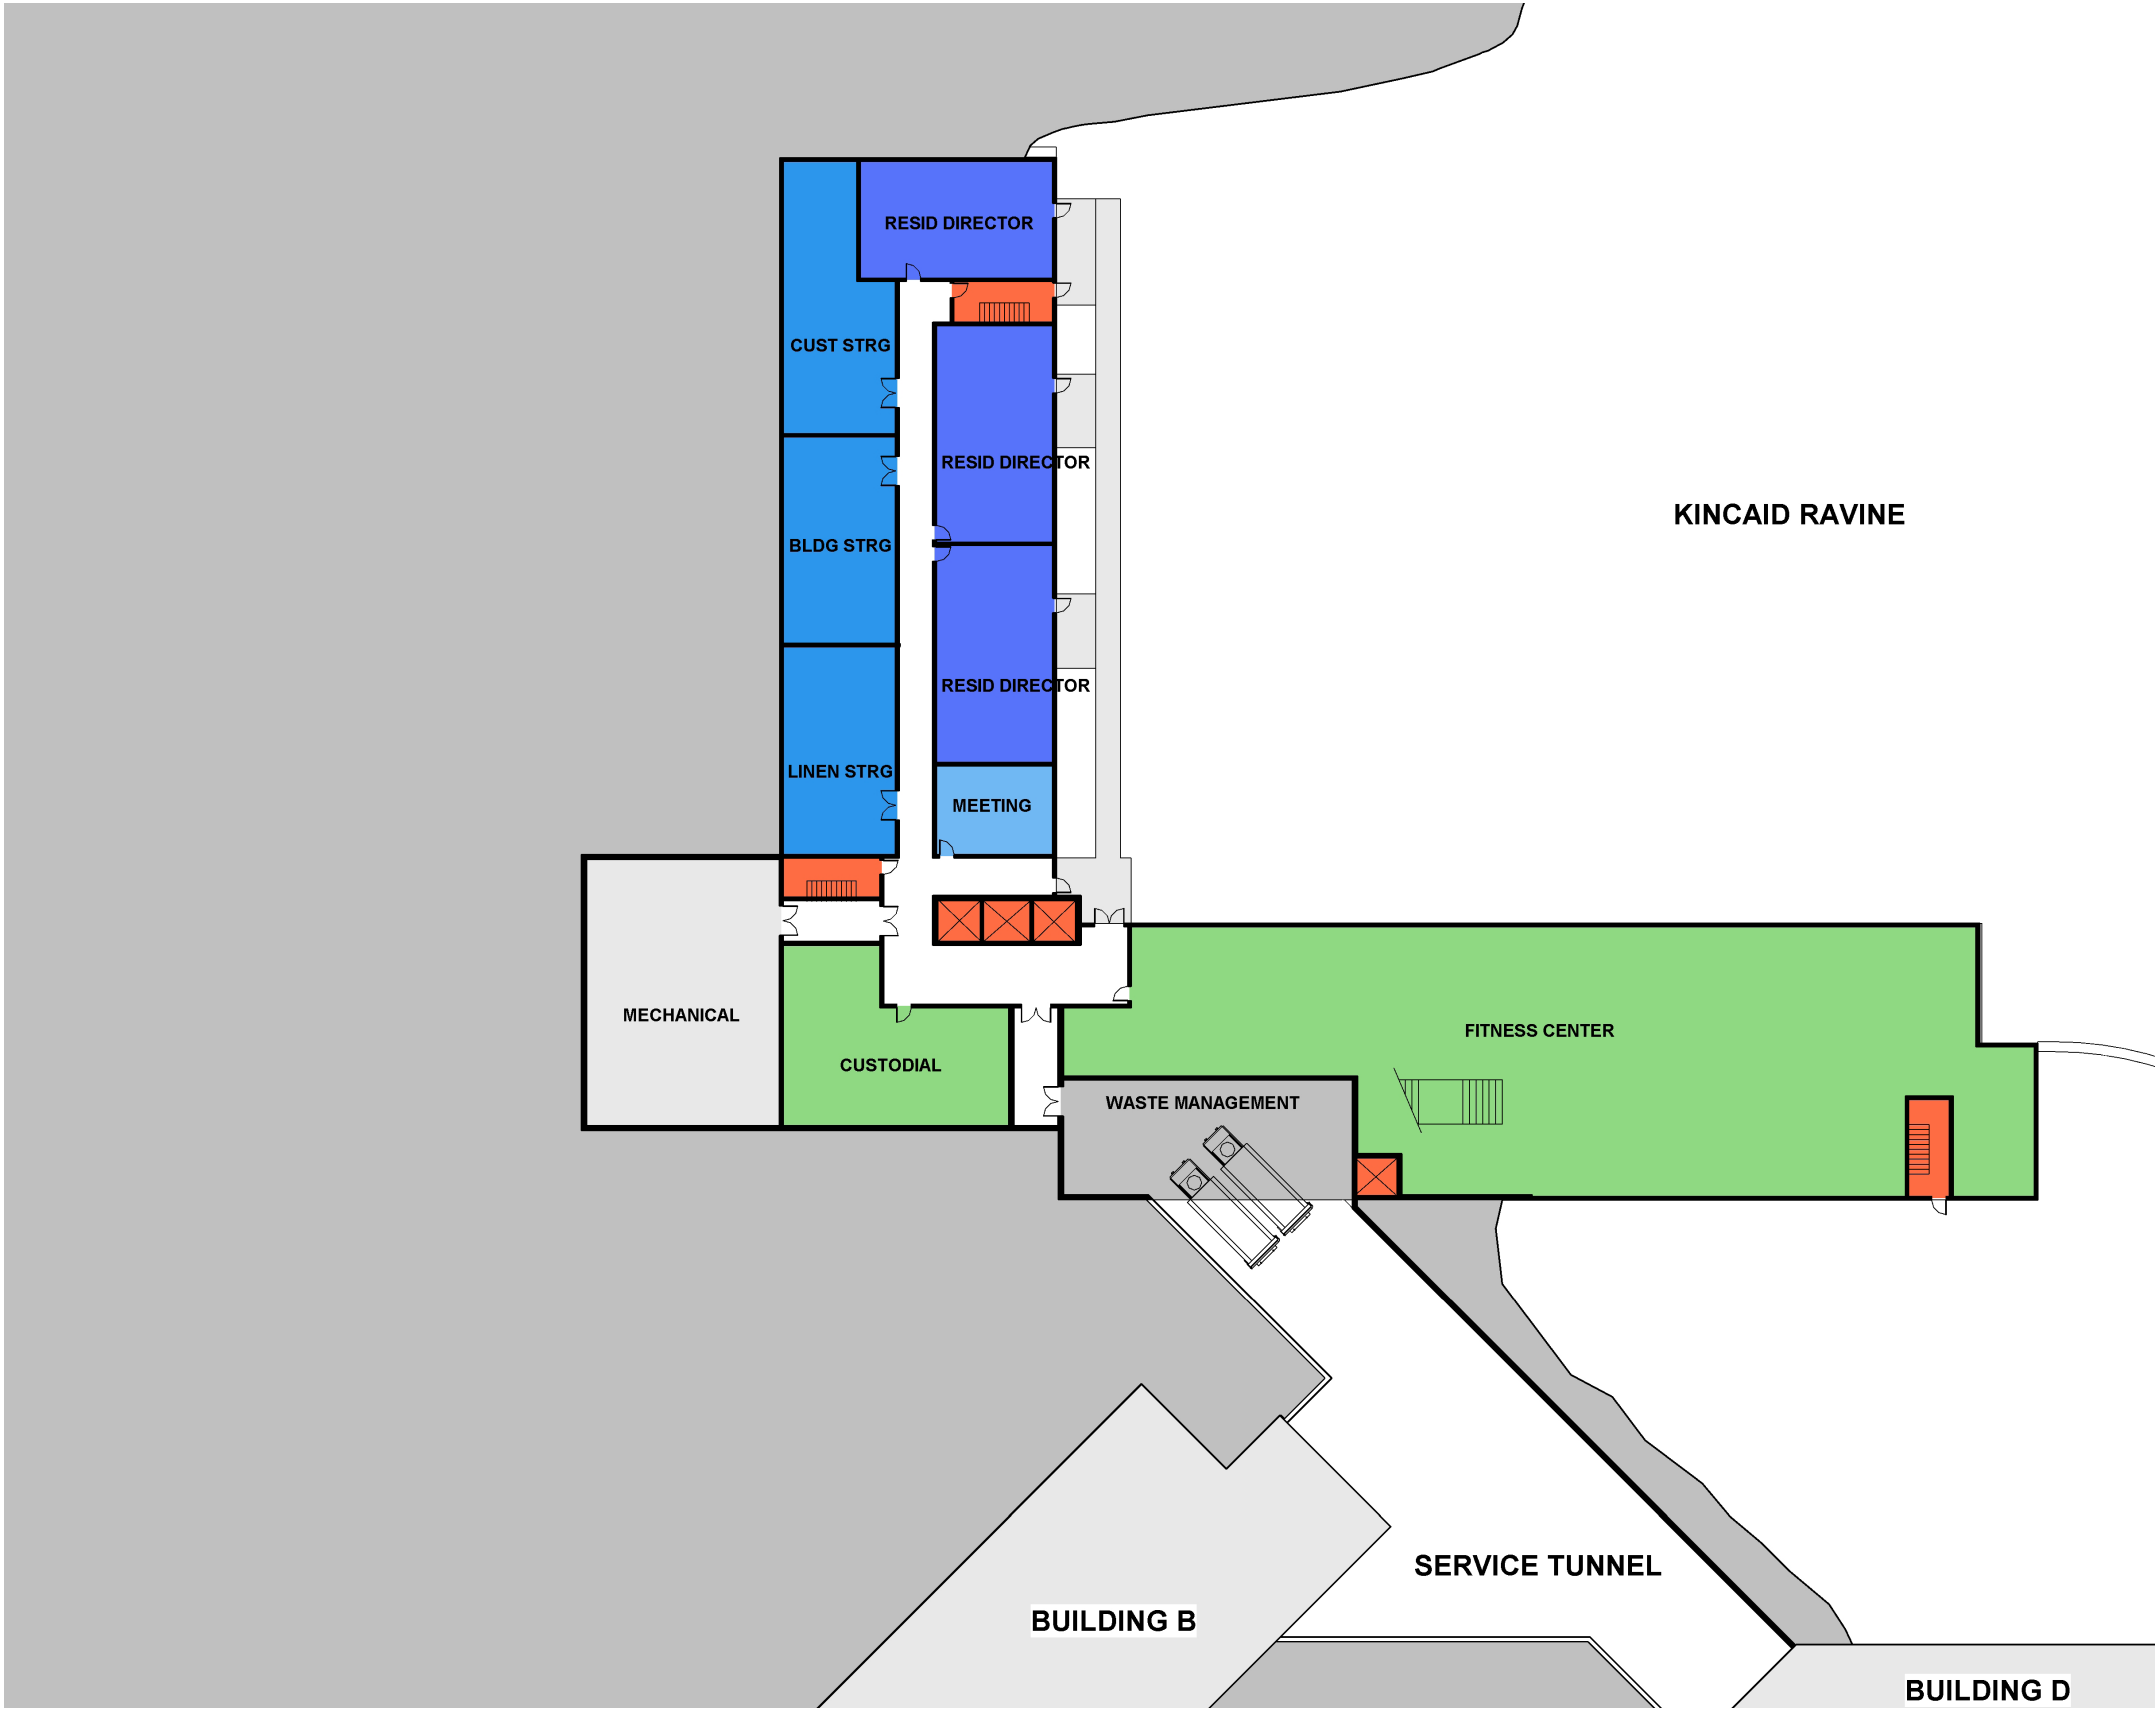 RESID DIRECTOR
CUST STRG
RESID DIRECTOR
KINCAID RAVINE
BLDG STRG
RESID DIRECTOR
LINEN STRG
MEETING
MECHANICAL
FITNESS CENTER
CUSTODIAL
WASTE MANAGEMENT
SERVICE TUNNEL
BUILDING B
BUILDING D